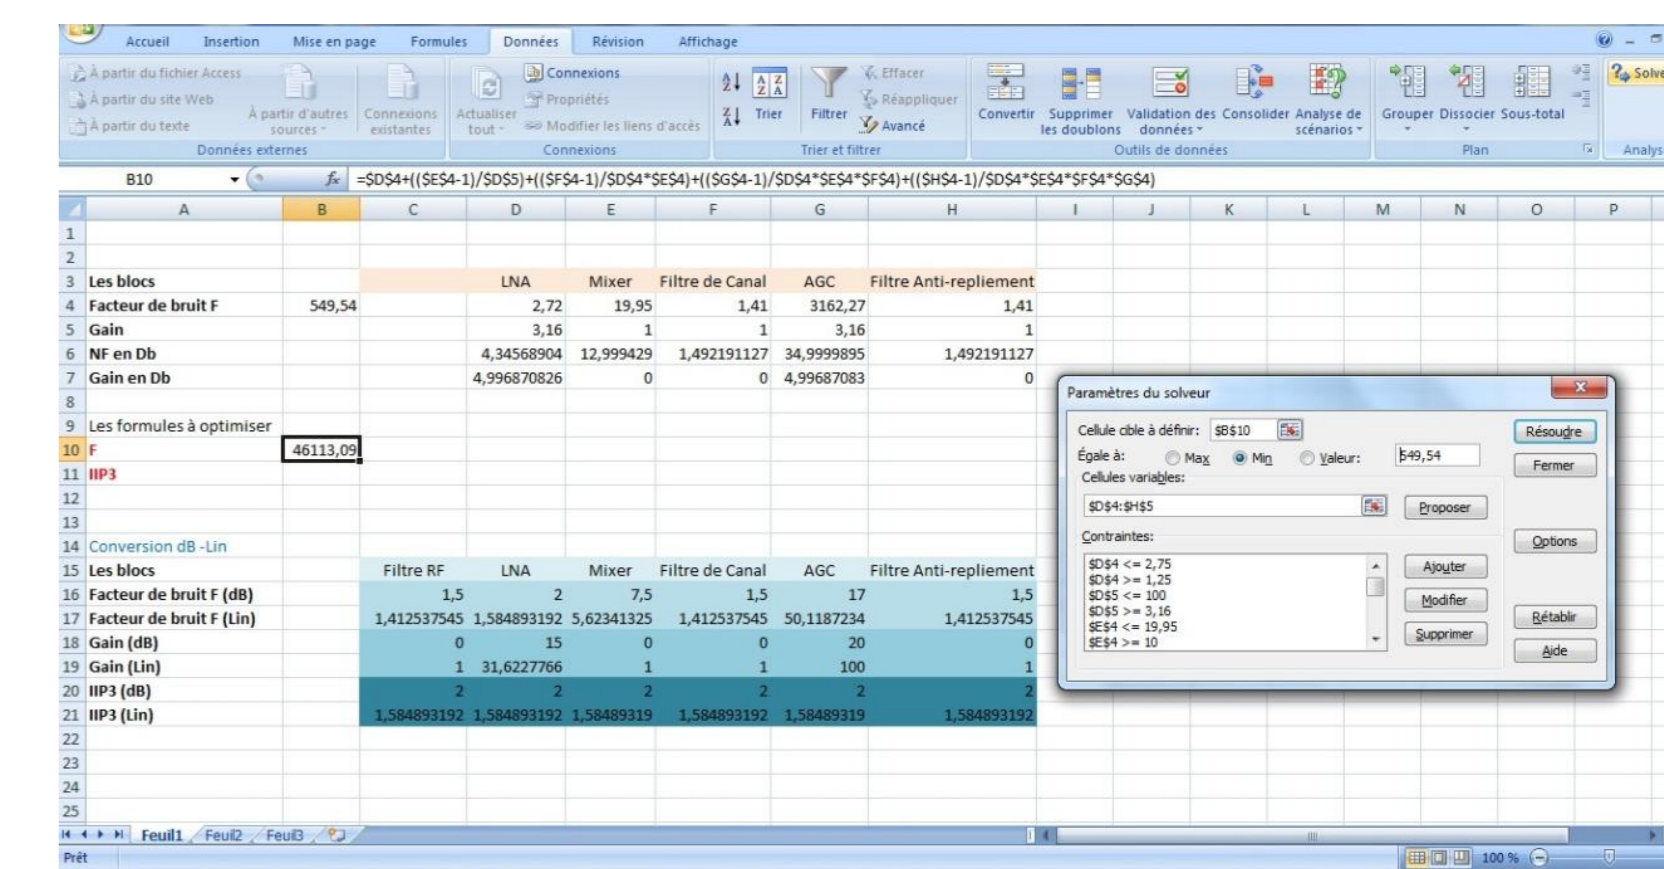 Accueil Insertion Mise en page Formules Données Révision Affichage
À partir du fichier Access
À partir du site Web
À partir du texte
À partir d'autres sources
Connexions existantes
Données externes
Actualiser tout
Connexions
Propriétés
Modifier les liens d'accès
Connexions
Trier
Filtrer
Effacer
Réappliquer
Avancé
Trier et filtrer
Convertir
Supprimer les doublons
Validation des données
Consolider
Analyse de scénarios
Outils de données
Grouper Dissocier Sous-total
Plan
Solve
Analys
B10 fx =$D$4+(($E$4-1)/$D$5)+(($F$4-1)/$D$4*$E$4)+(($G$4-1)/$D$4*$E$4*$F$4)+(($H$4-1)/$D$4*$E$4*$F$4*$G$4)
A B C D E F G H I J K L M N O P
1
2
3 Les blocs LNA Mixer Filtre de Canal AGC Filtre Anti-repliement
4 Facteur de bruit F 549,54 2,72 19,95 1,41 3162,27 1,41
5 Gain 3,16 1 1 3,16 1
6 NF en Db 4,34568904 12,999429 1,492191127 34,9999895 1,492191127
7 Gain en Db 4,996870826 0 0 4,99687083 0
8
9 Les formules à optimiser
10 F 46113,09
11 IIP3
12
13
14 Conversion dB -Lin
15 Les blocs Filtre RF LNA Mixer Filtre de Canal AGC Filtre Anti-repliement
16 Facteur de bruit F (dB) 1,5 2 7,5 1,5 17 1,5
17 Facteur de bruit F (Lin) 1,412537545 1,584893192 5,62341325 1,412537545 50,1187234 1,412537545
18 Gain (dB) 0 15 0 0 20 0
19 Gain (Lin) 1 31,6227766 1 1 100 1
20 IIP3 (dB) 2 2 2 2 2 2
21 IIP3 (Lin) 1,584893192 1,584893192 1,58489319 1,584893192 1,58489319 1,584893192
22
23
24
25
Paramètres du solveur
Cellule cible à définir: $B$10
Égale à: Max Min Valeur: 549,54
Cellules variables:
$D$4:$H$5
Proposer
Contraintes:
$D$4 <= 2,75
$D$4 >= 1,25
$D$5 <= 100
$D$5 >= 3,16
$E$4 <= 19,95
$E$4 >= 10
Ajouter
Modifier
Supprimer
Résoudre
Fermer
Options
Rétablir
Aide
Feuil1 Feuil2 Feuil3
Prêt 100 %